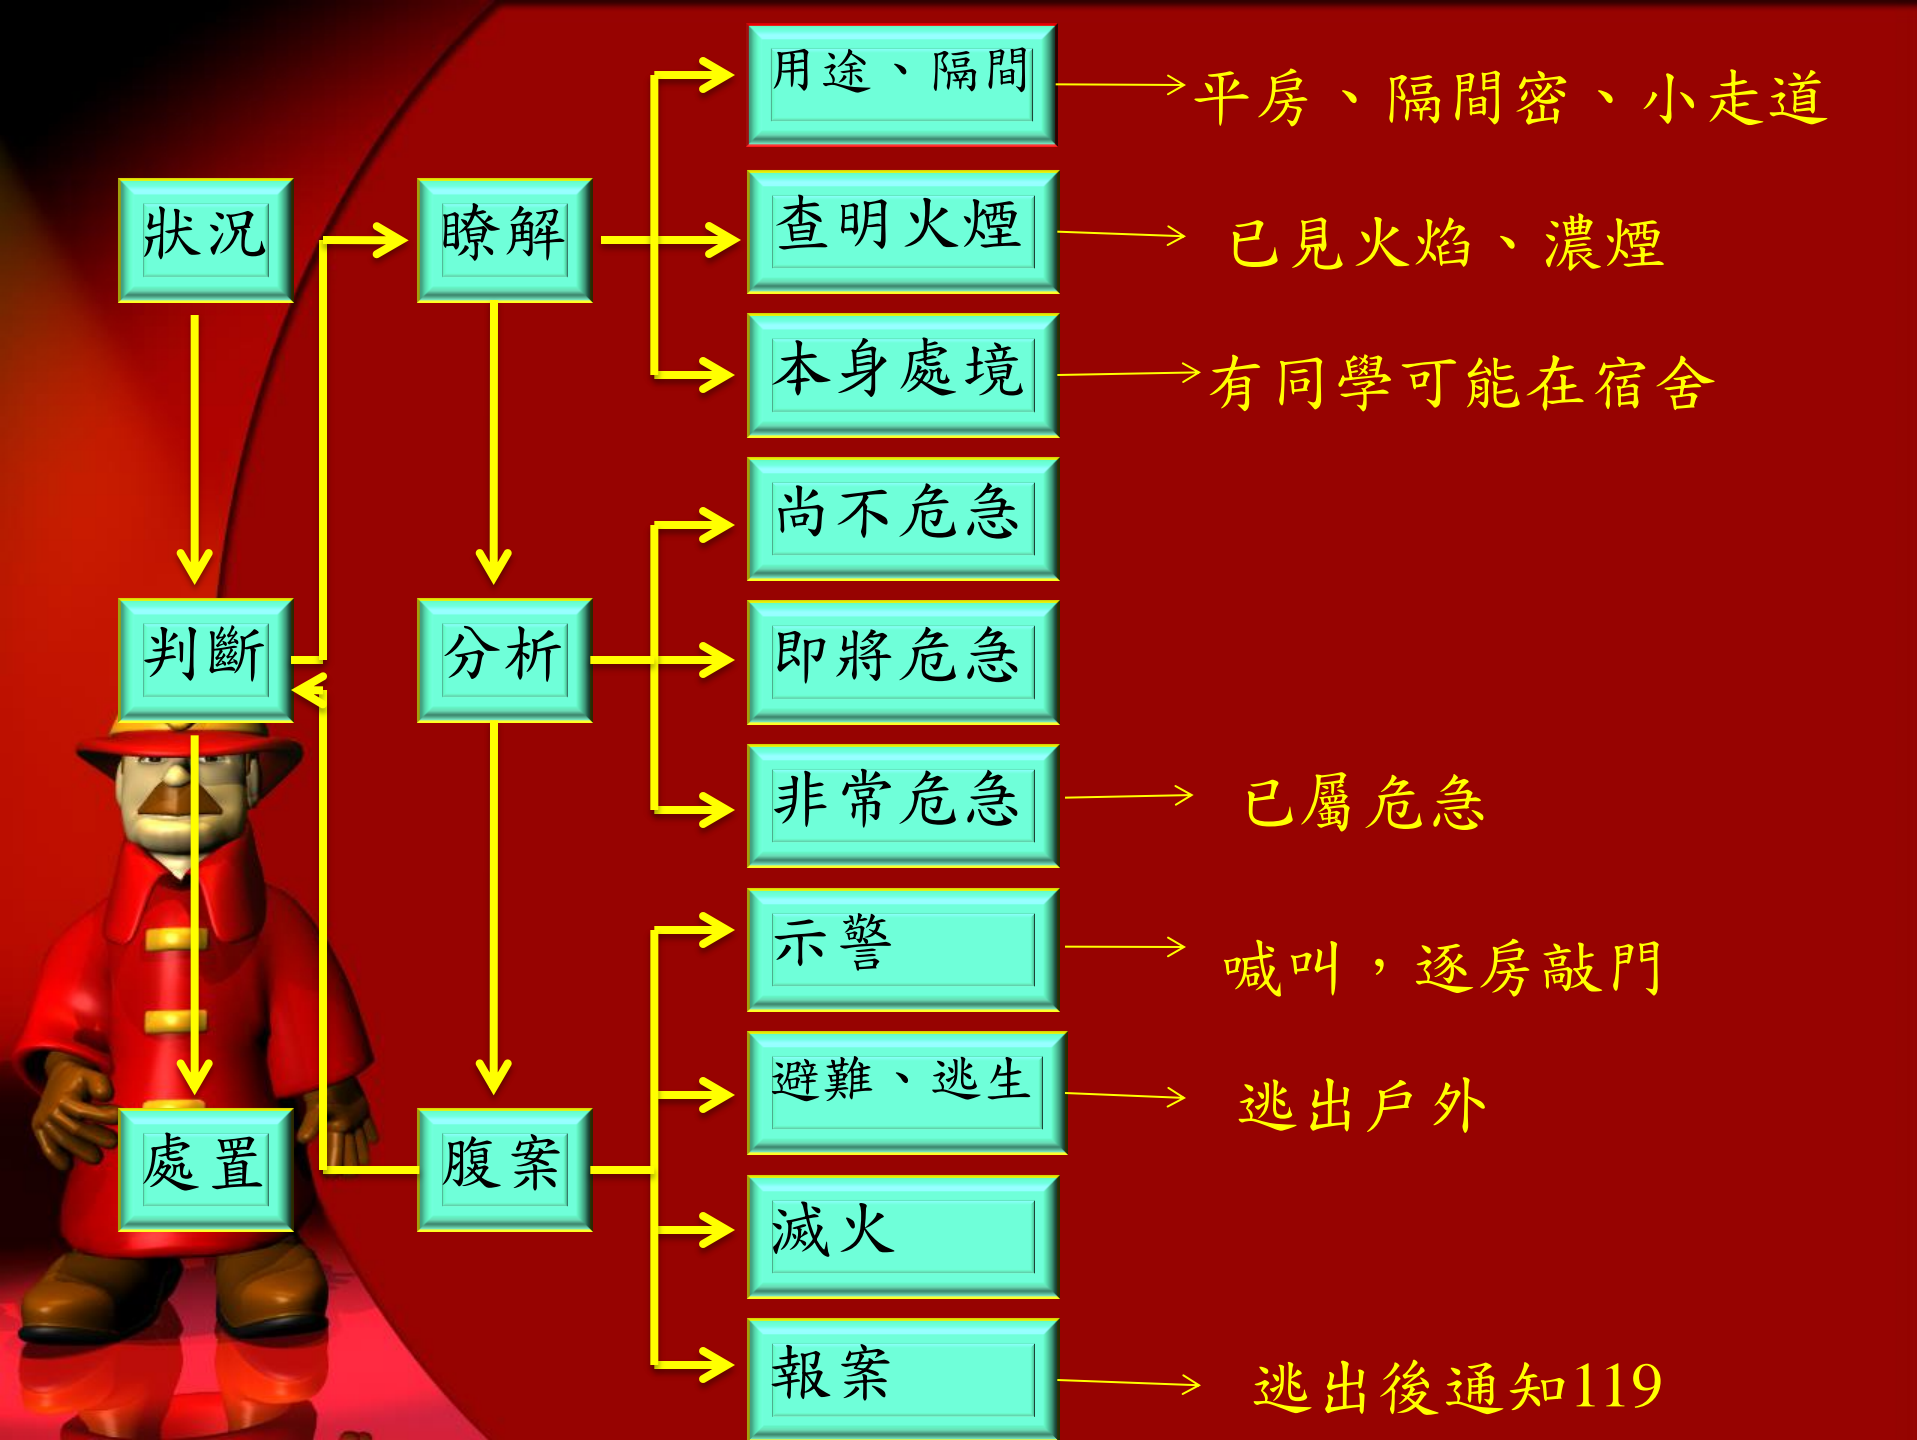 用途、隔間
平房、隔間密、小走道
狀況
瞭解
查明火煙
已見火焰、濃煙
本身處境
有同學可能在宿舍
尚不危急
判斷
分析
即將危急
非常危急
已屬危急
示警
喊叫，逐房敲門
避難、逃生
逃出戶外
處置
腹案
滅火
報案
逃出後通知119